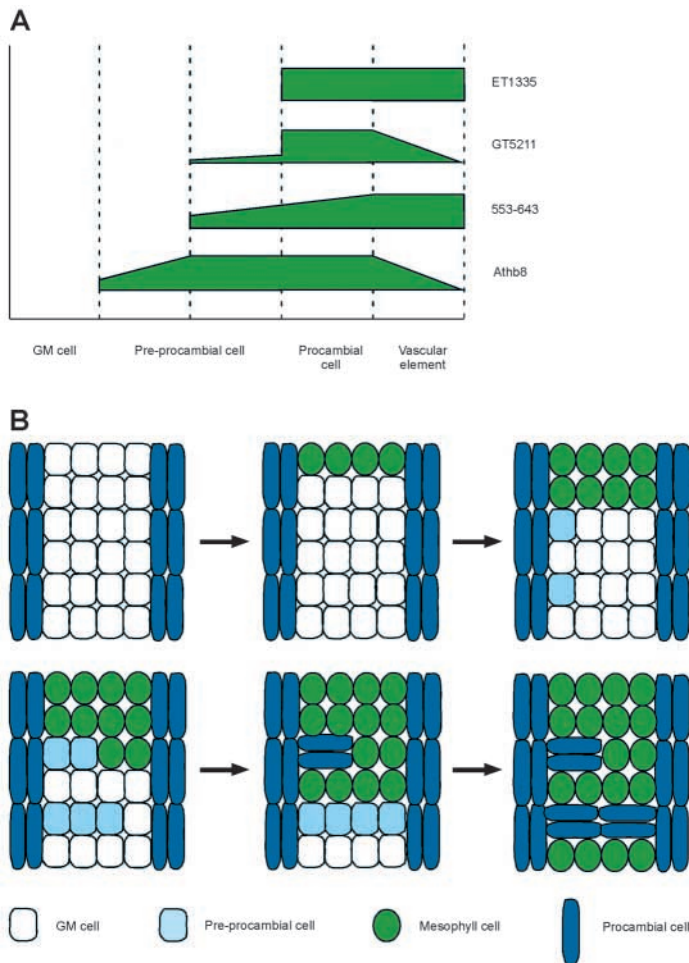 A
ET1335
GT5211
553-643
Athb8
GM cell
Pre-procambial cell
Procambial
cell
Vascular
element
B
GM cell
Pre-procambial cell
Mesophyll cell
Procambial cell